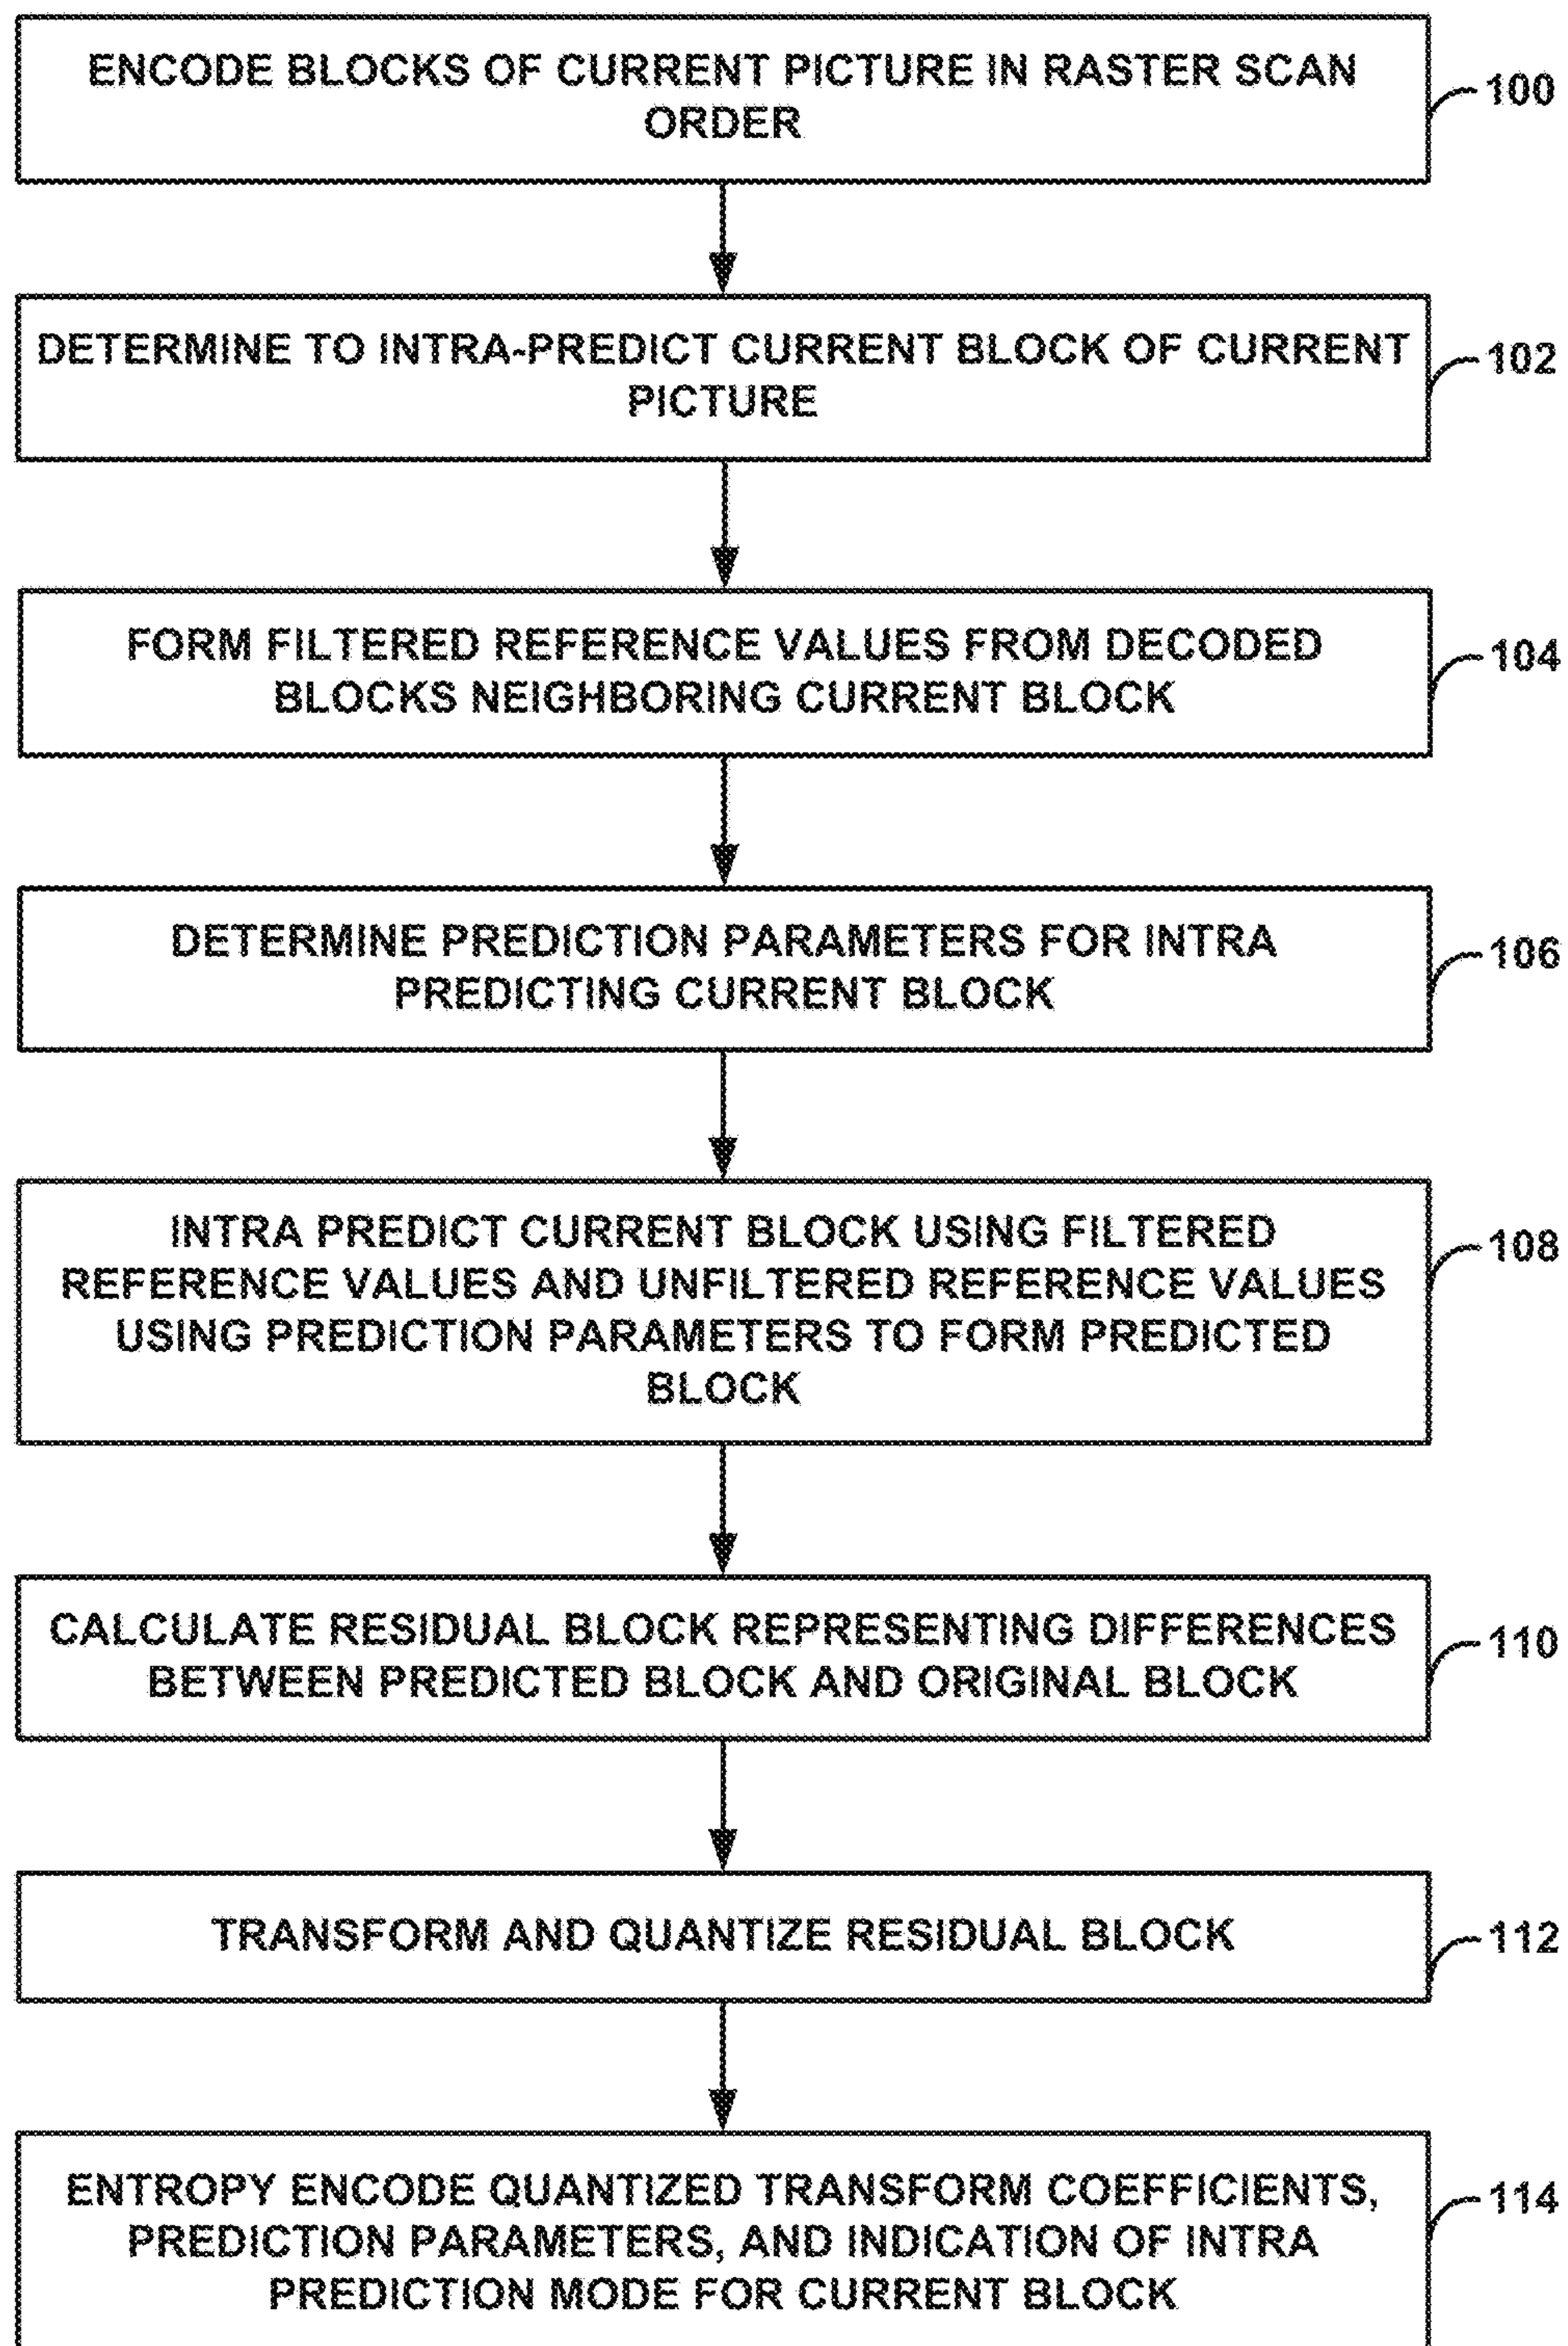 ENCODE BLOCKS OF CURRENT PICTURE IN RASTER SCAN
ORDER
100
DETERMINE TO INTRA-PREDICT CURRENT BLOCK OF CURRENT
PICTURE
102
FORM FILTERED REFERENCE VALUES FROM DECODED
BLOCKS NEIGHBORING CURRENT BLOCK
104
DETERMINE PREDICTION PARAMETERS FOR INTRA
PREDICTING CURRENT BLOCK
106
INTRA PREDICT CURRENT BLOCK USING FILTERED
REFERENCE VALUES AND UNFILTERED REFERENCE VALUES
USING PREDICTION PARAMETERS TO FORM PREDICTED
BLOCK
108
CALCULATE RESIDUAL BLOCK REPRESENTING DIFFERENCES
BETWEEN PREDICTED BLOCK AND ORIGINAL BLOCK
110
TRANSFORM AND QUANTIZE RESIDUAL BLOCK
112
ENTROPY ENCODE QUANTIZED TRANSFORM COEFFICIENTS,
PREDICTION PARAMETERS, AND INDICATION OF INTRA
PREDICTION MODE FOR CURRENT BLOCK
114